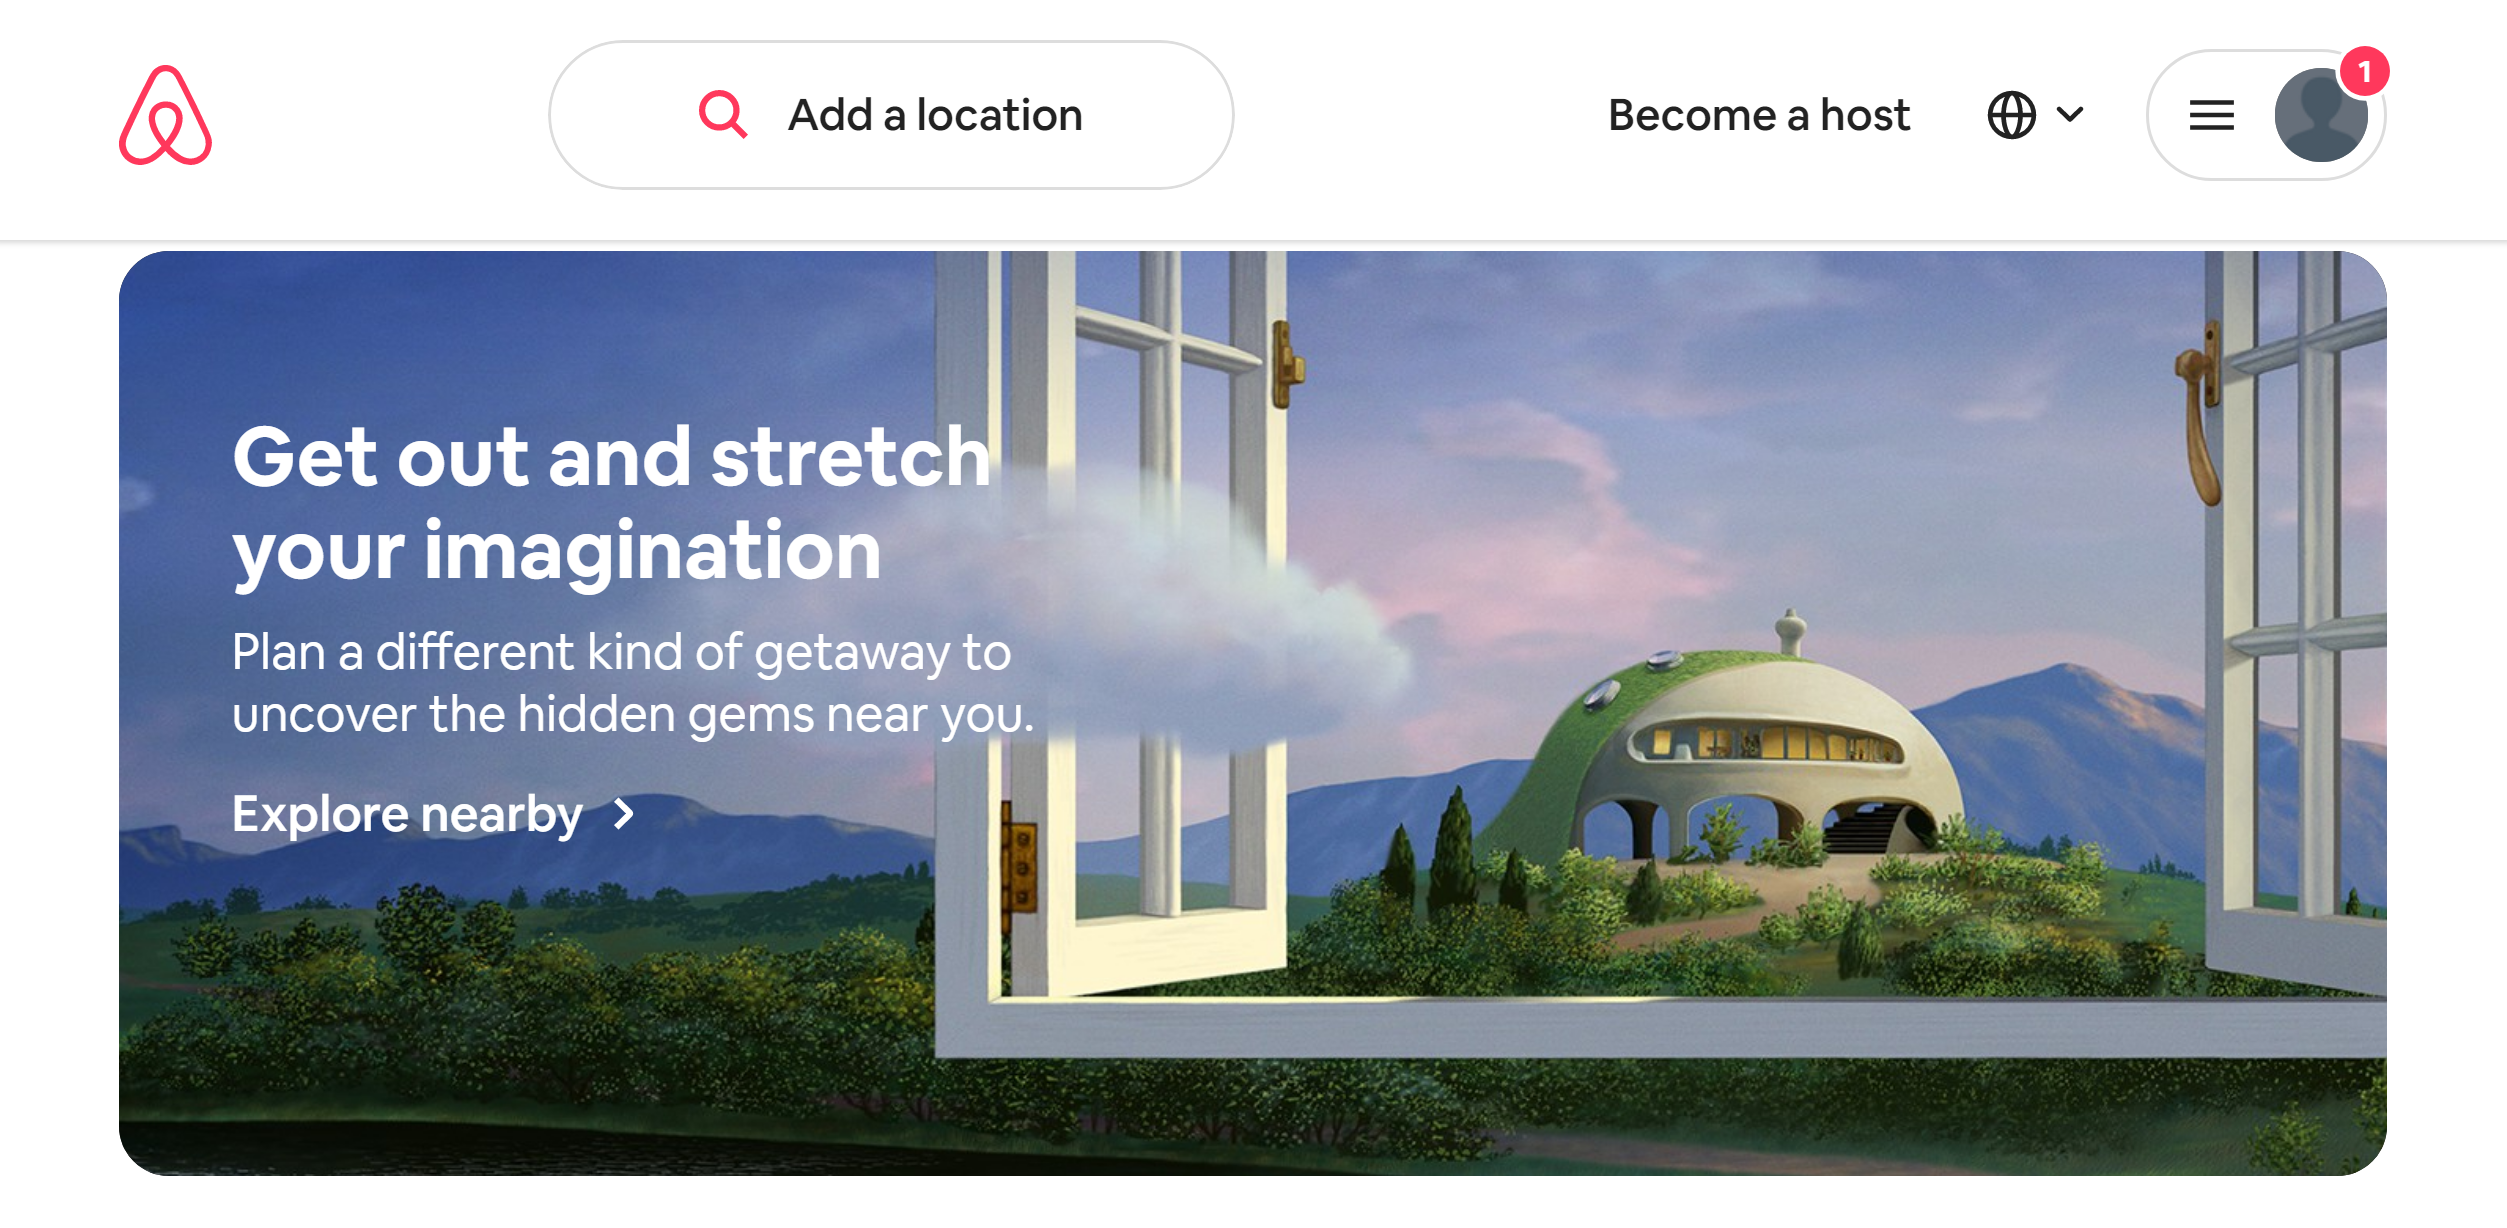 Add a location
Become a host
1
Get out and stretch
your imagination
Plan a different kind of getaway to
uncover the hidden gems near you.
Explore nearby